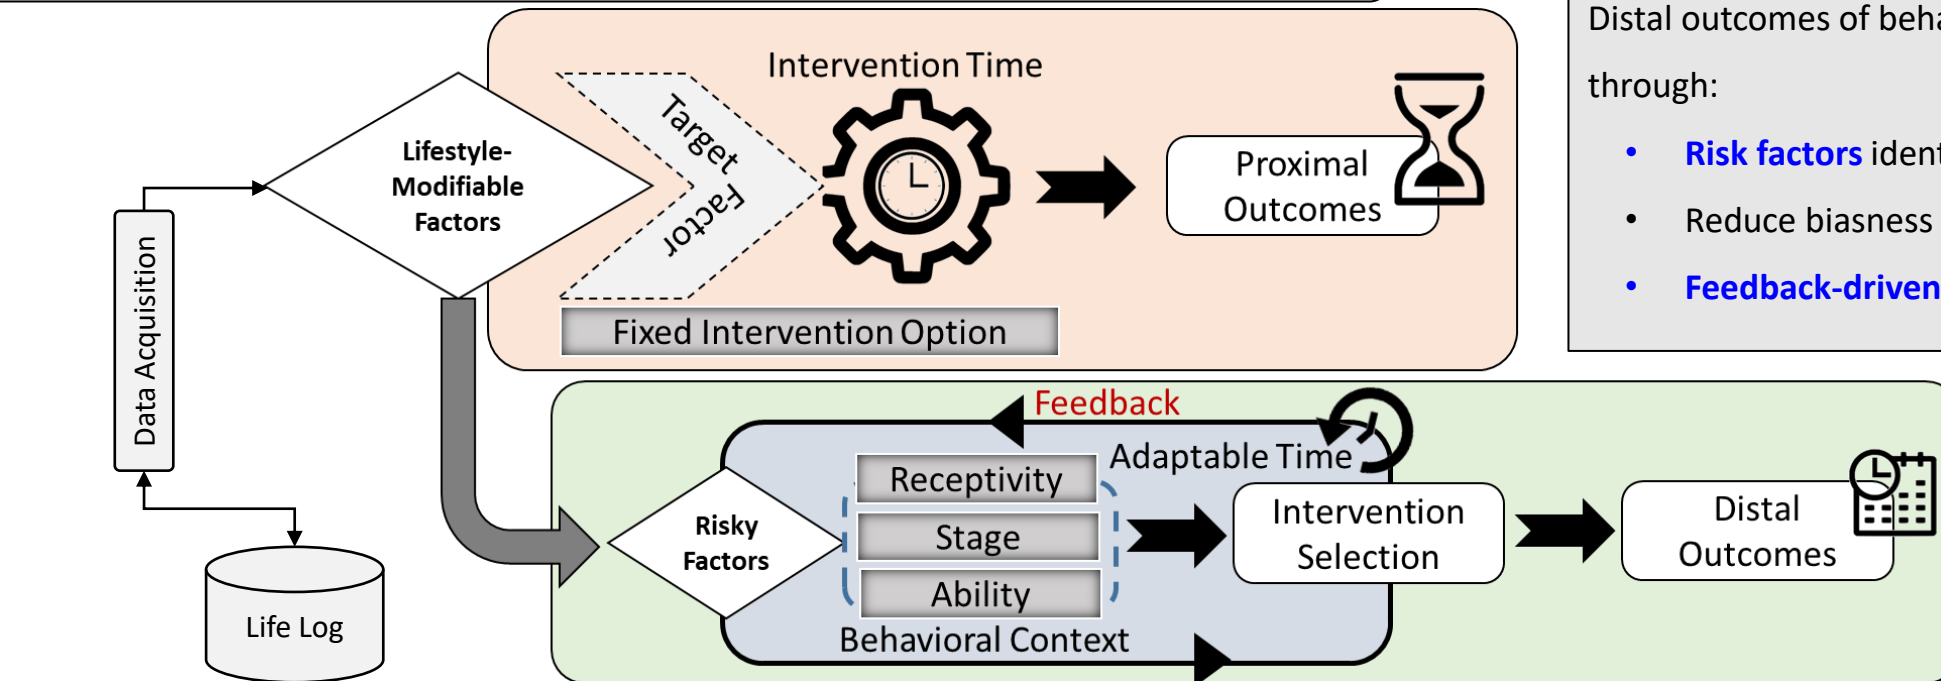 Intervention Time
Target
Factor
Lifestyle-
Modifiable
Factors
Proximal
Outcomes
Fixed Intervention Option
Data Acquisition
Life Log
Feedback
Adaptable Time
Receptivity
Stage
Ability
Behavioral Context
Risky
Factors
Intervention
Selection
Distal
Outcomes
Distal outcomes of beha
through:
• Risk factors ident
• Reduce biasness
• Feedback-driven